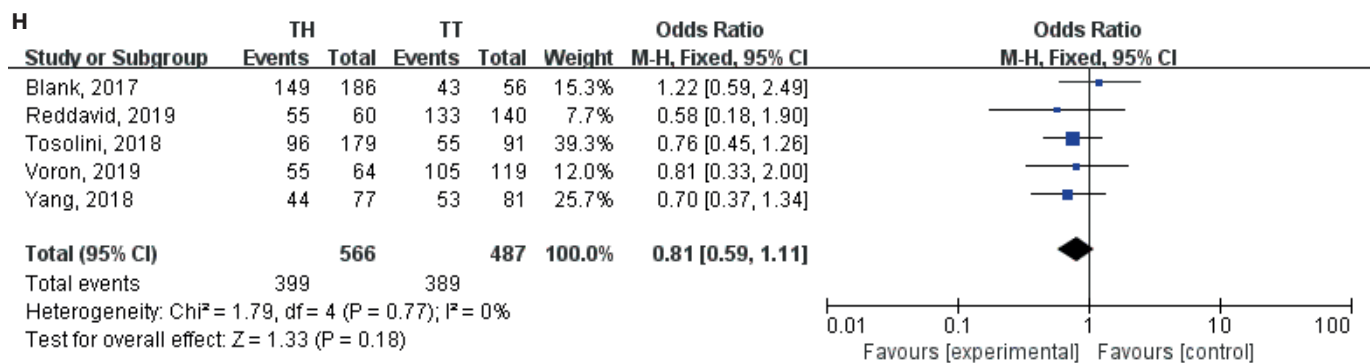 H
TH TT Odds Ratio Odds Ratio
Study or Subgroup Events Total Events Total Weight M-H, Fixed, 95% CI M-H, Fixed, 95% CI
Blank, 2017 149 186 43 56 15.3% 1.22 [0.59, 2.49]
Reddavid, 2019 55 60 133 140 7.7% 0.58 [0.18, 1.90]
Tosolini, 2018 96 179 55 91 39.3% 0.76 [0.45, 1.26]
Voron, 2019 55 64 105 119 12.0% 0.81 [0.33, 2.00]
Yang, 2018 44 77 53 81 25.7% 0.70 [0.37, 1.34]
Total (95% CI) 566 487 100.0% 0.81 [0.59, 1.11]
Total events 399 389
Heterogeneity: Chi² = 1.79, df = 4 (P = 0.77); I² = 0%
Test for overall effect: Z = 1.33 (P = 0.18)
0.01 0.1 1 10 100
Favours [experimental] Favours [control]